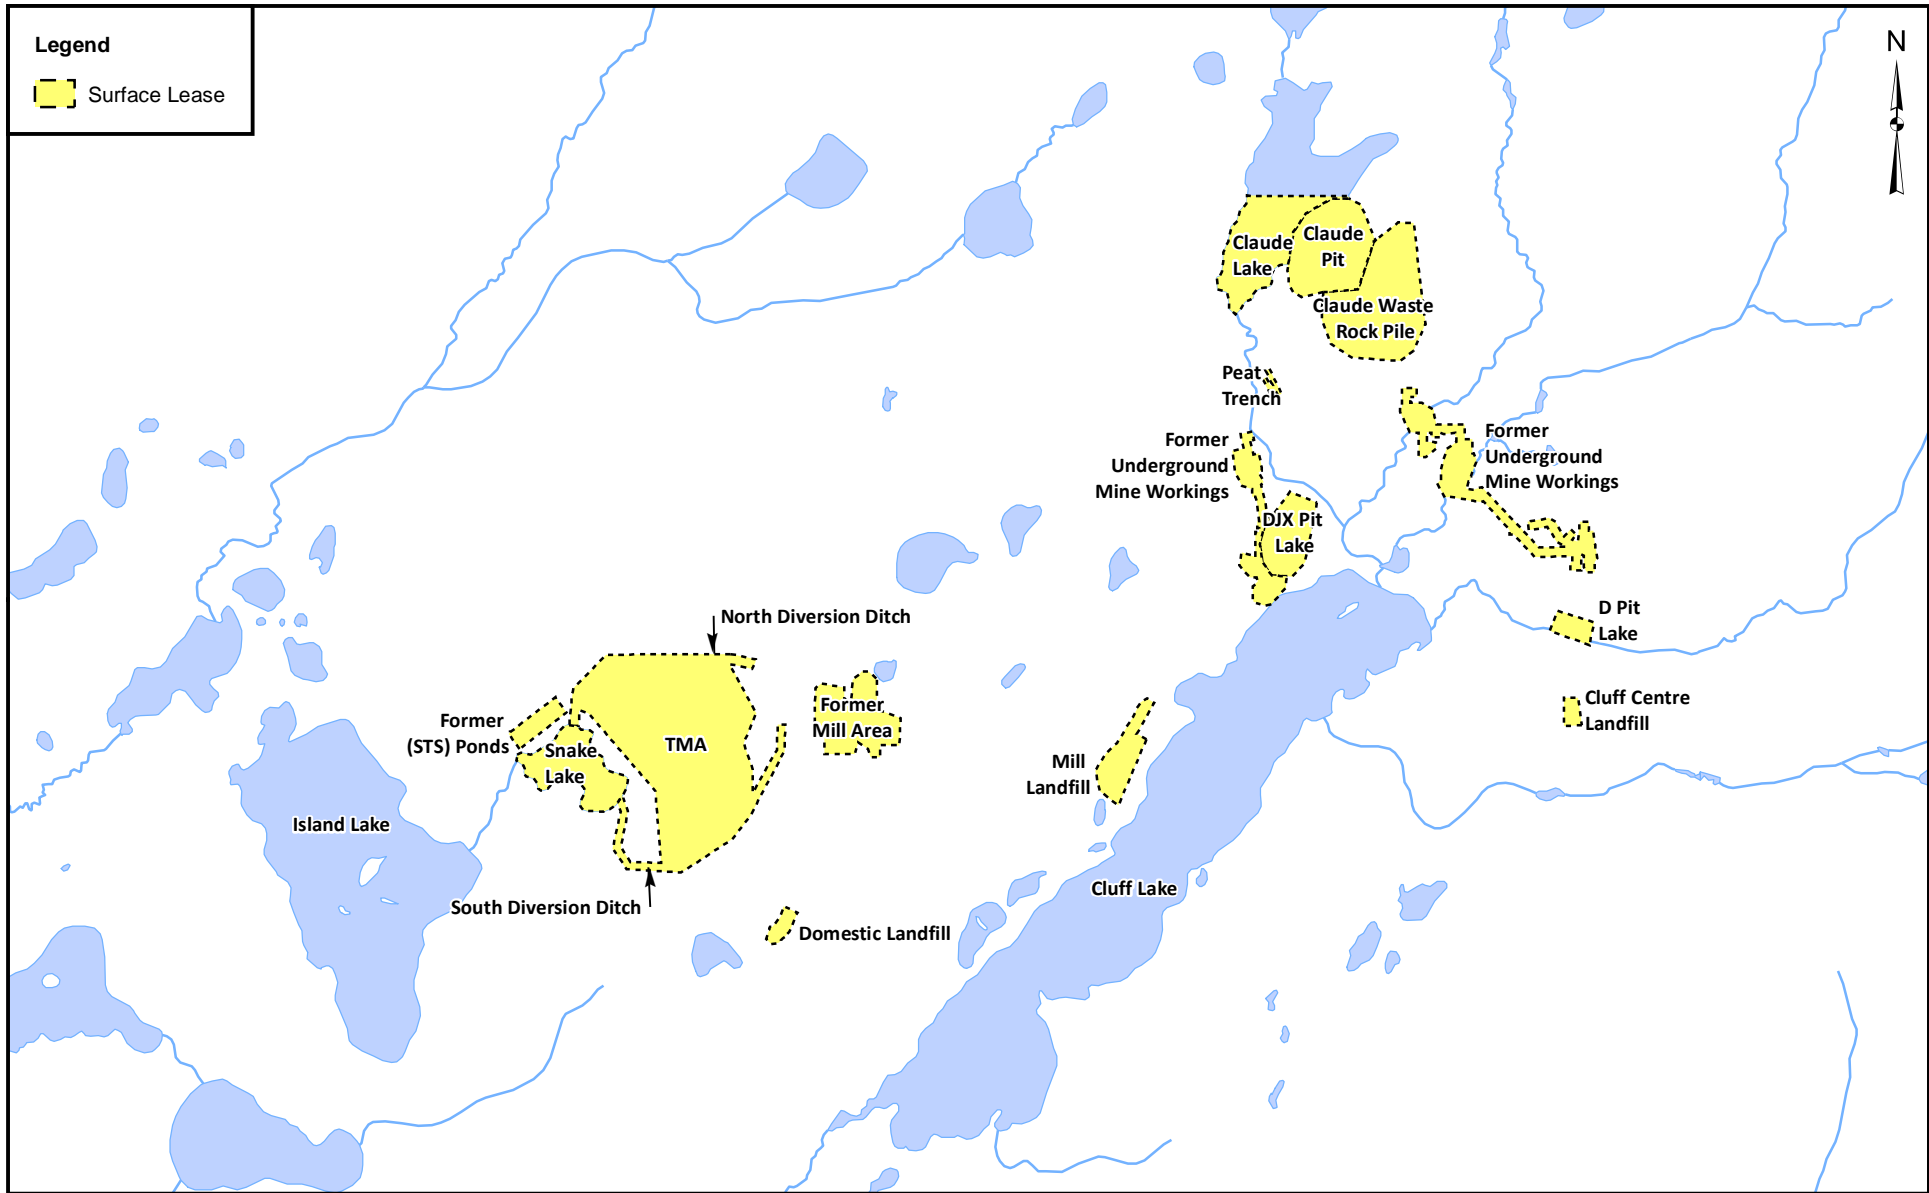 Legend
Surface Lease
N
Claude
Lake
Claude
Pit
Claude Waste
Rock Pile
Peat
Trench
Former
Underground
Mine Workings
Former
Underground
Mine Workings
DJX Pit
Lake
D Pit
Lake
North Diversion Ditch
Former
Mill Area
Cluff Centre
Landfill
Former
(STS) Ponds
Snake
Lake
TMA
Mill
Landfill
Island Lake
Cluff Lake
South Diversion Ditch
Domestic Landfill